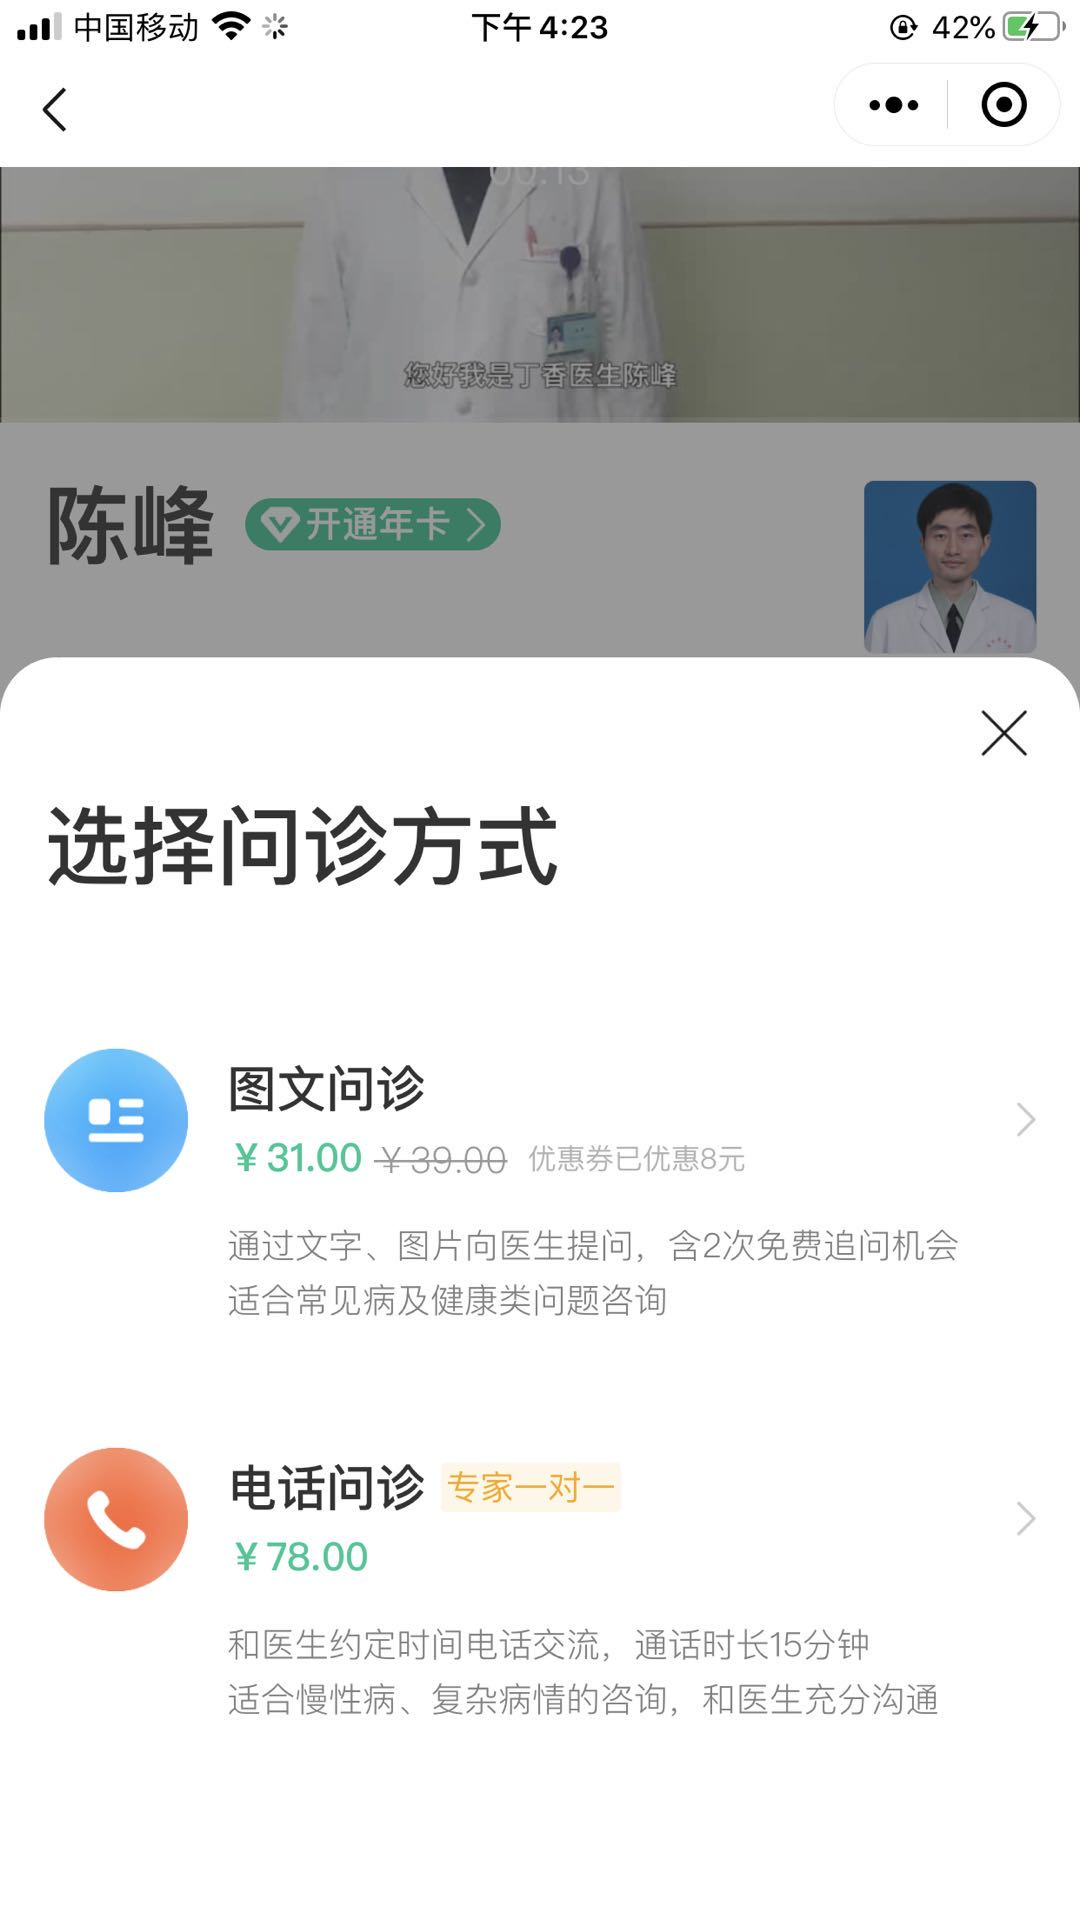 中国移动
下午 4:23
42%
00:13
您好我是丁香医生陈峰
陈峰
开通年卡
选择问诊方式
图文问诊
￥31.00 ￥39.00 优惠券已优惠8元
通过文字、图片向医生提问，含2次免费追问机会
适合常见病及健康类问题咨询
电话问诊 专家一对一
￥78.00
和医生约定时间电话交流，通话时长15分钟
适合慢性病、复杂病情的咨询，和医生充分沟通